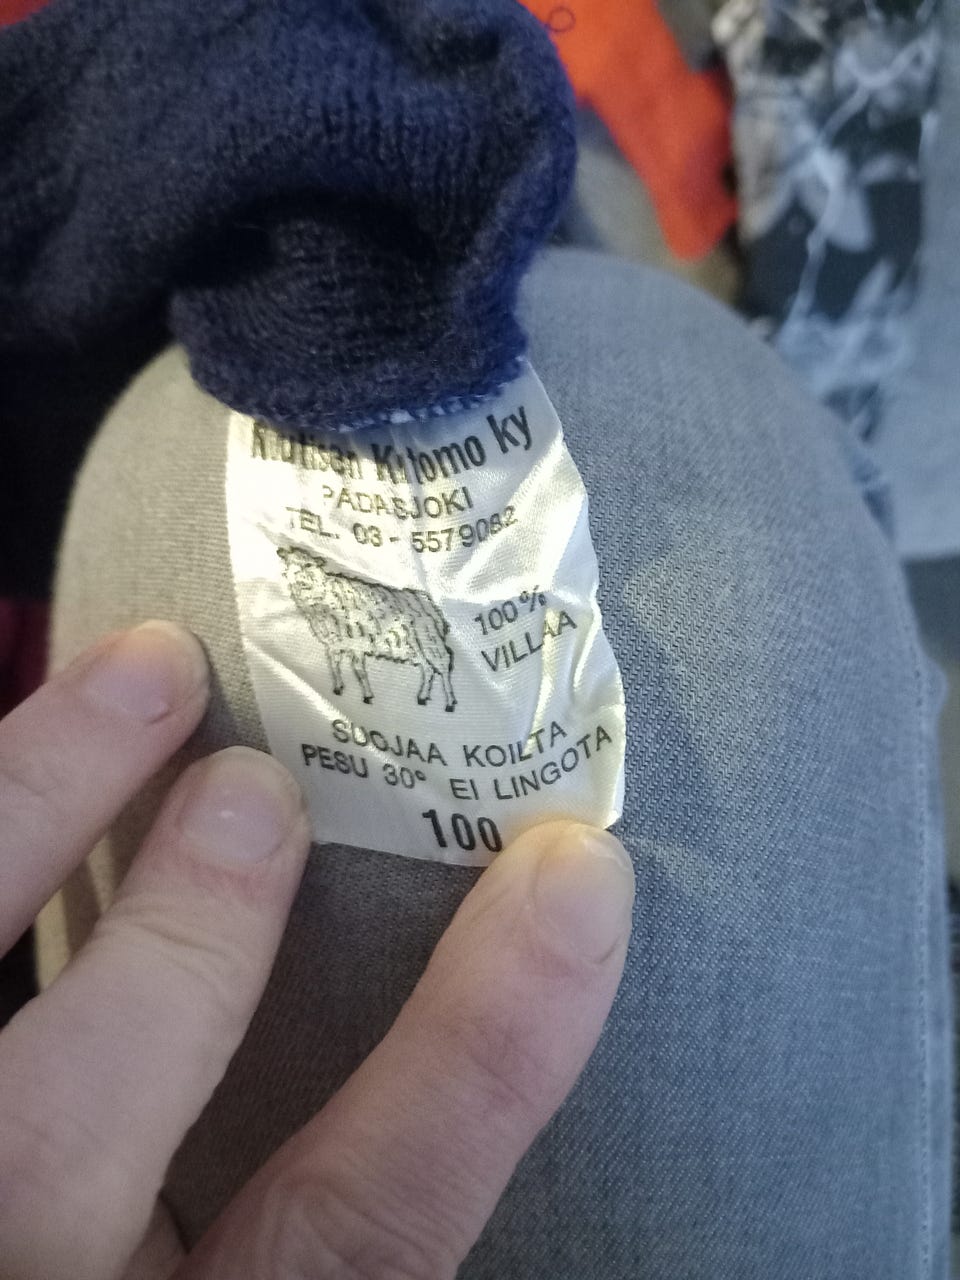 Kutomo ky
PADASJOKI
TEL. 03 - 5579082
100 %
VILLAA
SUOJAA KOILTA
PESU 30° EI LINGOTA
100